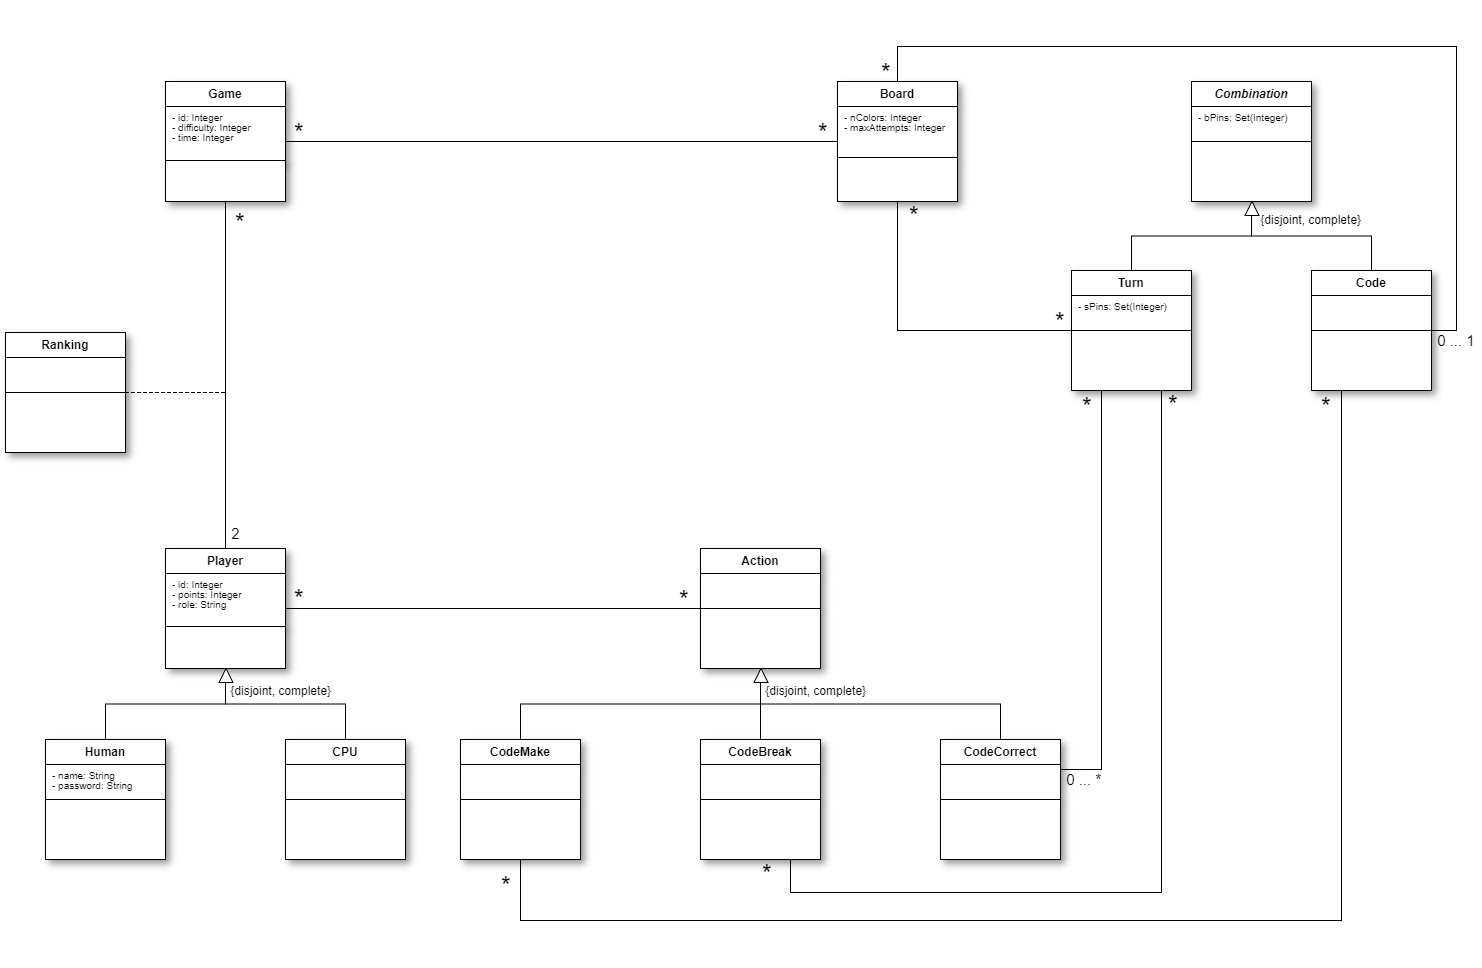 *
Game
Board
Combination
- id: Integer
- difficulty: Integer
- time: Integer
*
*
- nColors: Integer
- maxAttempts: Integer
- bPins: Set(Integer)
*
*
{disjoint, complete}
Turn
Code
- sPins: Set(Integer)
*
0 ... 1
Ranking
*
*
*
2
Player
Action
- id: Integer
- points: Integer
- role: String
*
*
{disjoint, complete}
{disjoint, complete}
Human
CPU
CodeMake
CodeBreak
CodeCorrect
- name: String
- password: String
0 ... *
*
*